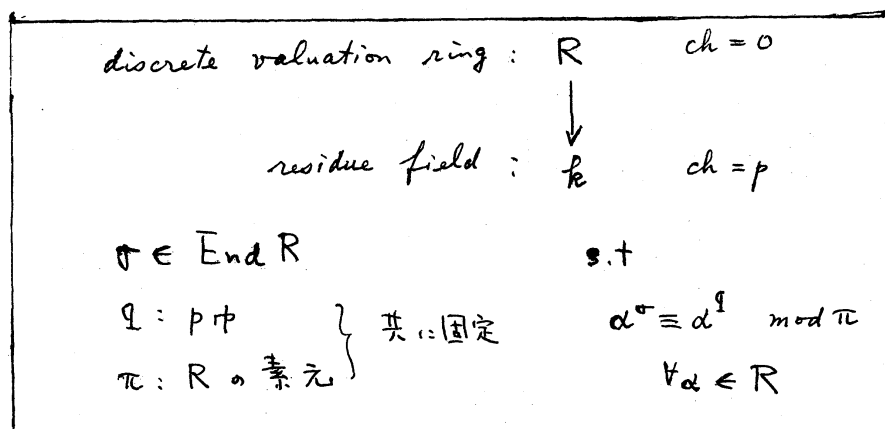 discrete valuation ring : R ch = 0
↓
residue field : k ch = p
σ ∈ End R s.t
q : p巾 } 共に固定 α^σ ≡ α^q mod π
π : R の素元 ∀α ∈ R